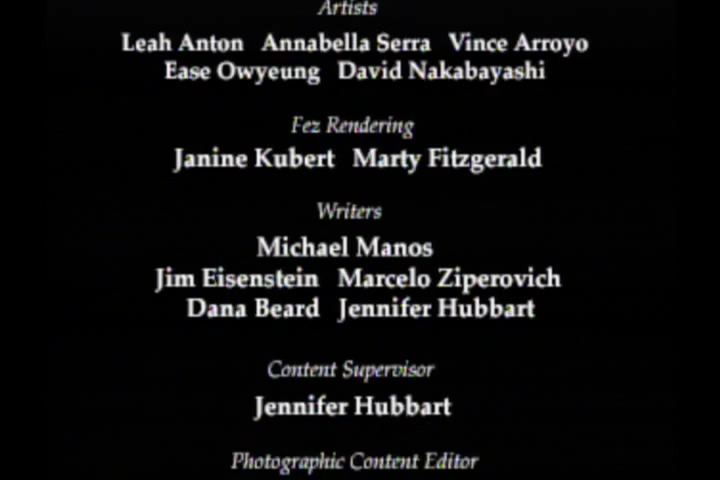 Artists
Leah Anton Annabella Serra Vince Arroyo
Ease Owyeung David Nakabayashi
Fez Rendering
Janine Kubert Marty Fitzgerald
Writers
Michael Manos
Jim Eisenstein Marcelo Ziperovich
Dana Beard Jennifer Hubbart
Content Supervisor
Jennifer Hubbart
Photographic Content Editor